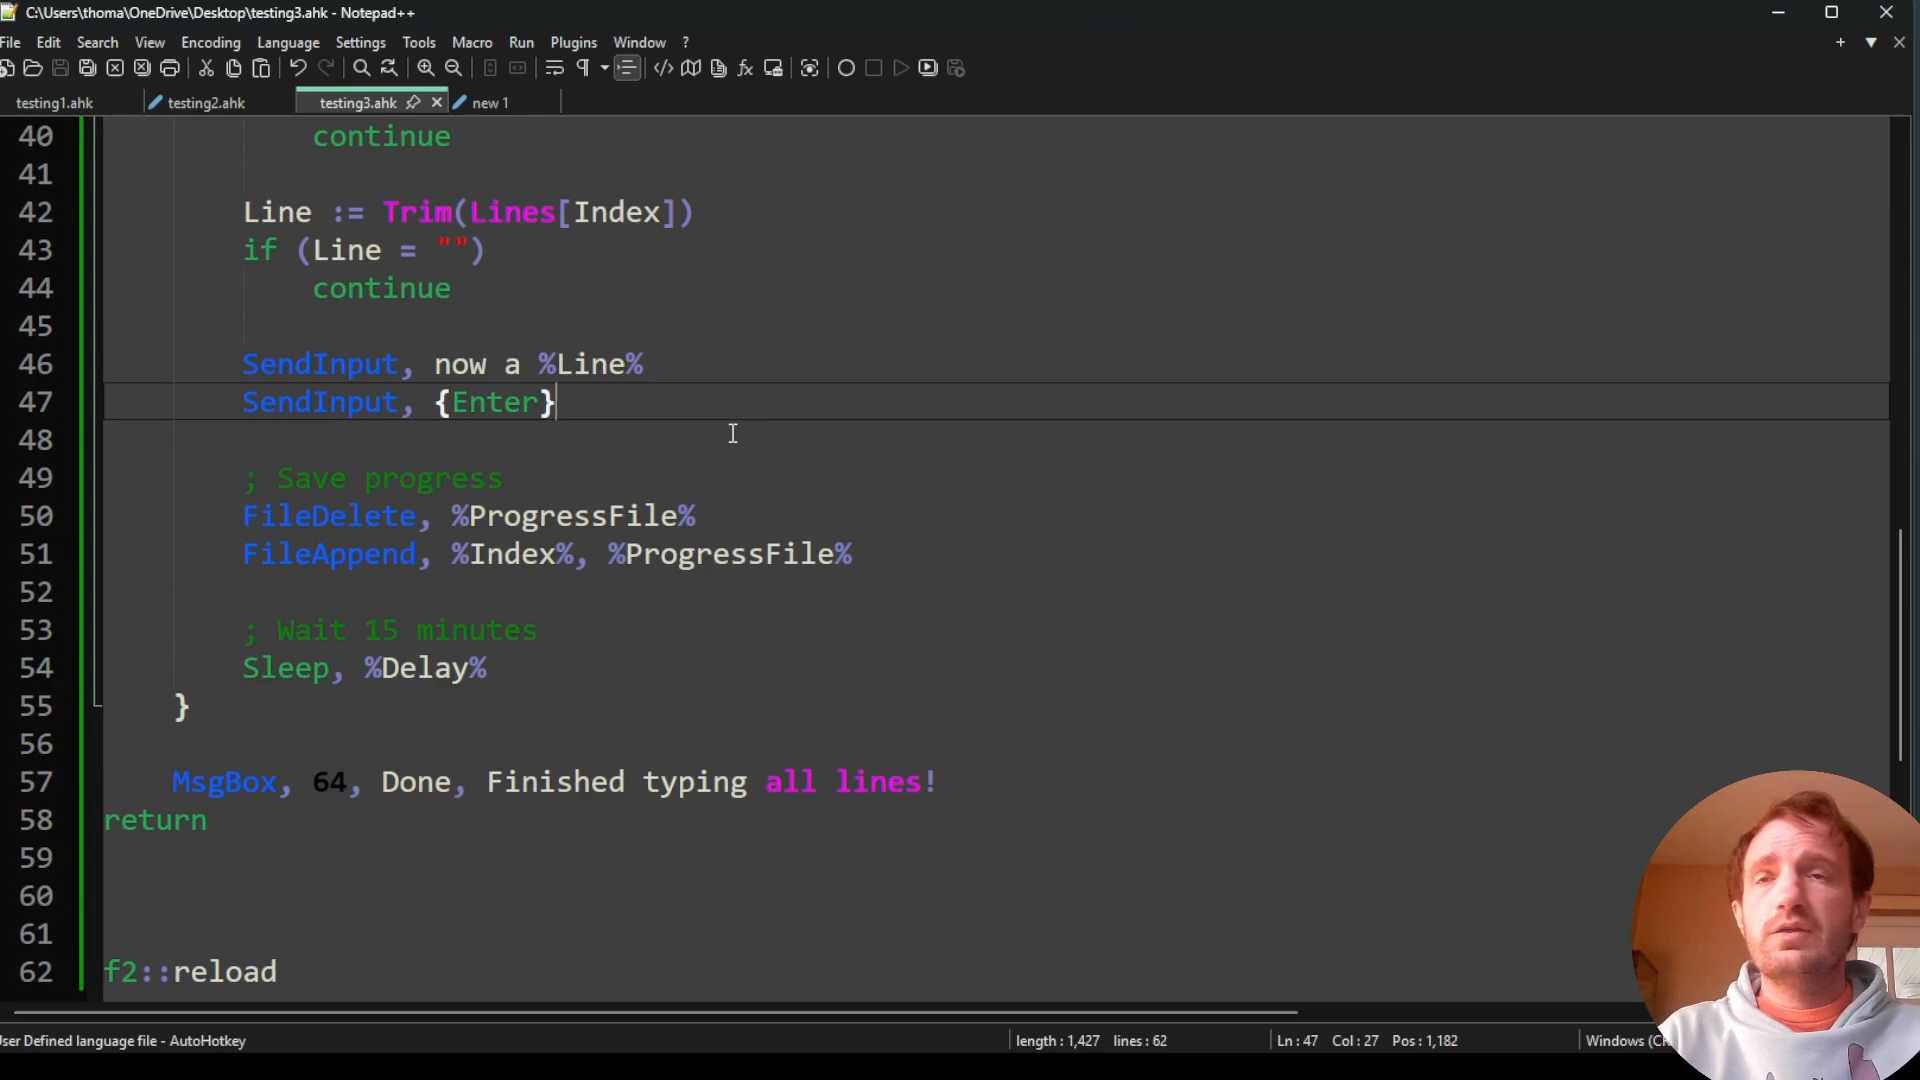 C:\Users\thoma\OneDrive\Desktop\testing3.ahk - Notepad++
File Edit Search View Encoding Language Settings Tools Macro Run Plugins Window ?
testing1.ahk testing2.ahk testing3.ahk new 1
40 continue
41
42 Line := Trim(Lines[Index])
43 if (Line = "")
44 continue
45
46 SendInput, now a %Line%
47 SendInput, {Enter}
48
49 ; Save progress
50 FileDelete, %ProgressFile%
51 FileAppend, %Index%, %ProgressFile%
52
53 ; Wait 15 minutes
54 Sleep, %Delay%
55 }
56
57 MsgBox, 64, Done, Finished typing all lines!
58 return
59
60
61
62 f2::reload
User Defined language file - AutoHotkey length : 1,427 lines : 62 Ln : 47 Col : 27 Pos : 1,182 Windows (CR